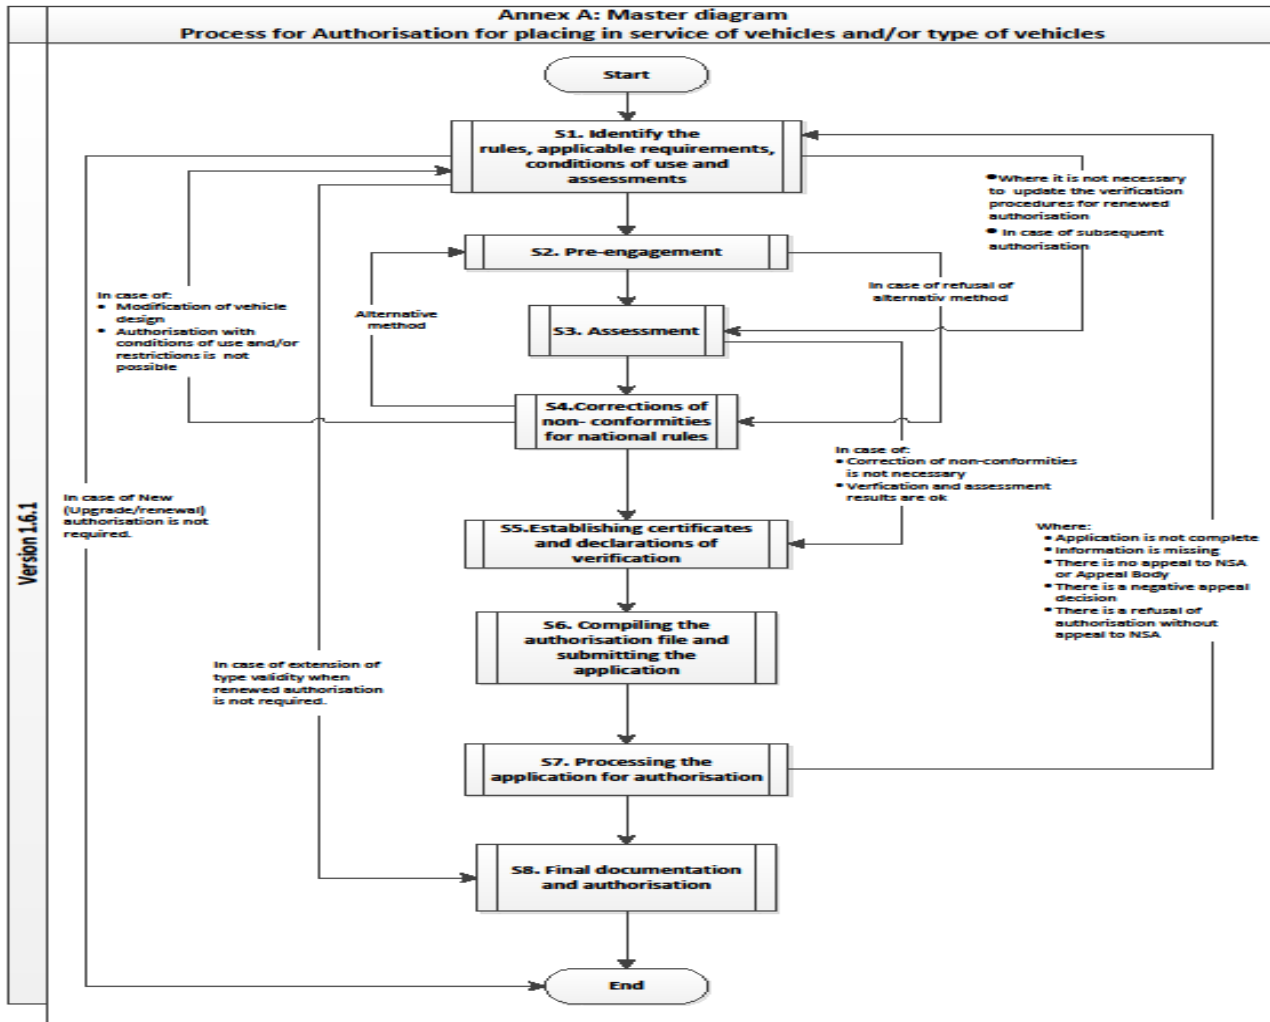 Annex A: Master diagram
Process for Authorisation for placing in service of vehicles and/or type of vehicles
Version 1.6.1
Start
S1. Identify the
rules, applicable requirements,
conditions of use and
assessments
•Where it is not necessary
to update the verification
procedures for renewed
authorisation
• In case of subsequent
authorisation
S2. Pre-engagement
In case of refusal of
alternativ method
In case of:
• Modification of vehicle
design
• Authorisation with
conditions of use and/or
restrictions is not
possible
Alternative
method
S3. Assessment
S4.Corrections of
non- conformities
for national rules
In case of:
• Correction of non-conformities
is not necessary
• Verfication and assessment
results are ok
In case of New
(Upgrade/renewal)
authorisation is not
required.
S5.Establishing certificates
and declarations of
verification
Where:
• Application is not complete
• Information is missing
• There is no appeal to NSA
or Appeal Body
• There is a negative appeal
decision
• There is a refusal of
authorisation without
appeal to NSA
S6. Compiling the
authorisation file and
submitting the
application
In case of extension of
type validity when
renewed authorisation
is not required.
S7. Processing the
application for authorisation
S8. Final documentation
and authorisation
End